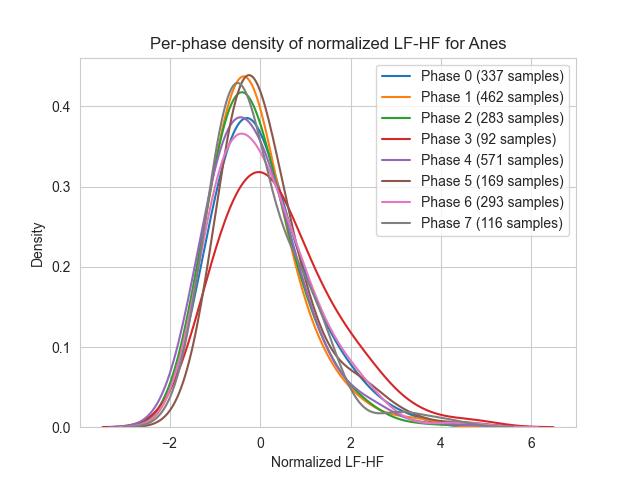 Per-phase density of normalized LF-HF for Anes
Phase 0 (337 samples)
Phase 1 (462 samples)
Phase 2 (283 samples)
Phase 3 (92 samples)
Phase 4 (571 samples)
Phase 5 (169 samples)
Phase 6 (293 samples)
Phase 7 (116 samples)
Density
0.4
0.3
0.2
0.1
0.0
−2 0 2 4 6
Normalized LF-HF